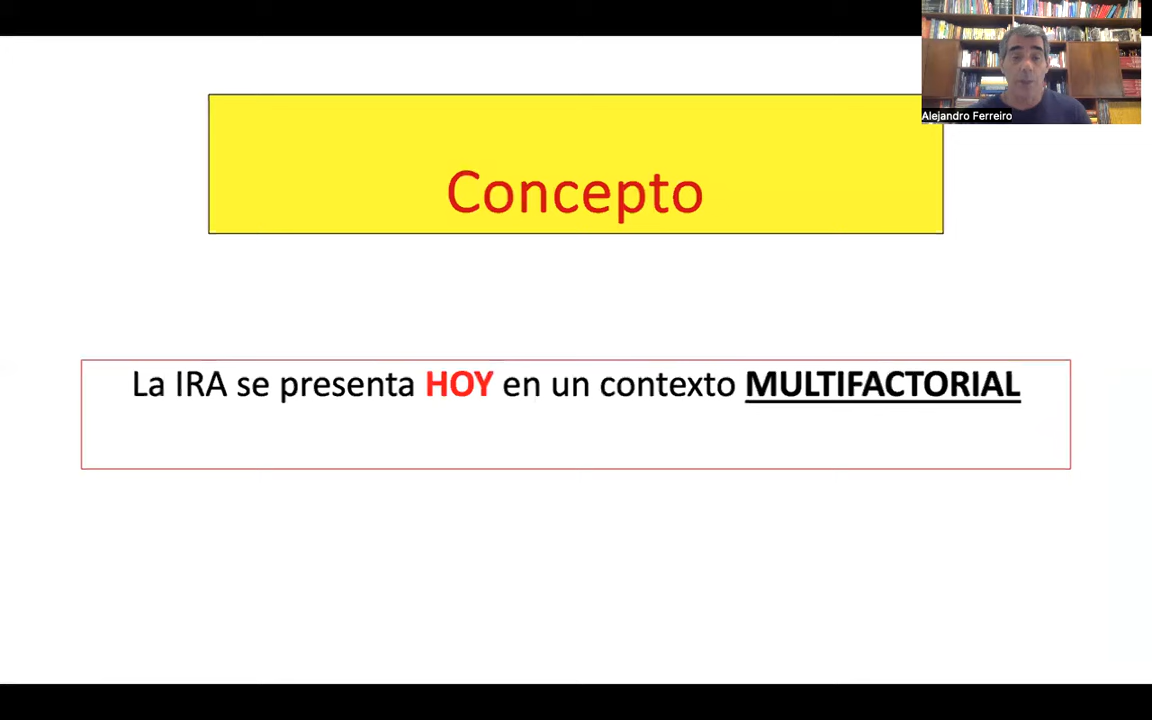 Alejandro Ferreiro
Concepto
La IRA se presenta HOY en un contexto MULTIFACTORIAL